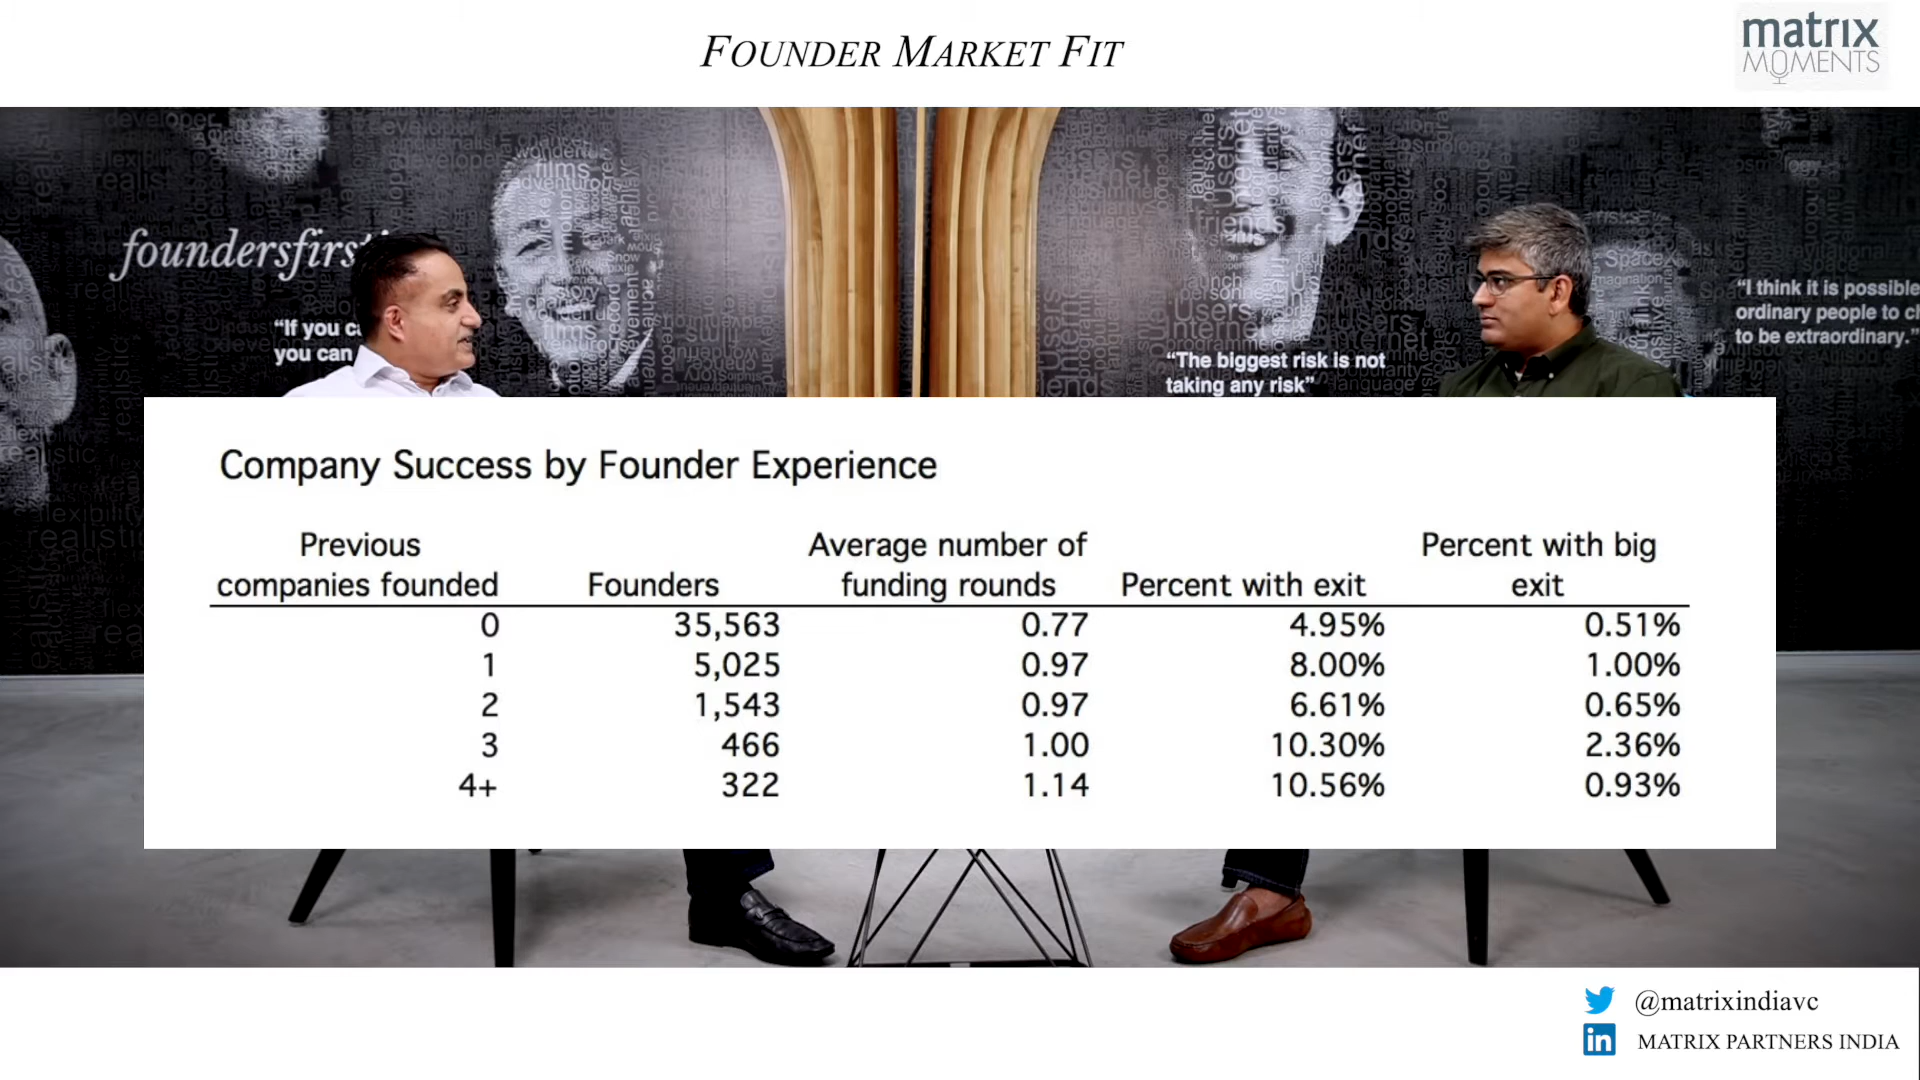 FOUNDER MARKET FIT
matrix
MOMENTS
foundersfirst
"If you c
you can
"The biggest risk is not
taking any risk"
"I think it is possible
ordinary people to c
to be extraordinary."
Company Success by Founder Experience
Previous companies founded Founders Average number of funding rounds Percent with exit Percent with big exit
0 35,563 0.77 4.95% 0.51%
1 5,025 0.97 8.00% 1.00%
2 1,543 0.97 6.61% 0.65%
3 466 1.00 10.30% 2.36%
4+ 322 1.14 10.56% 0.93%
@matrixindiavc
in MATRIX PARTNERS INDIA